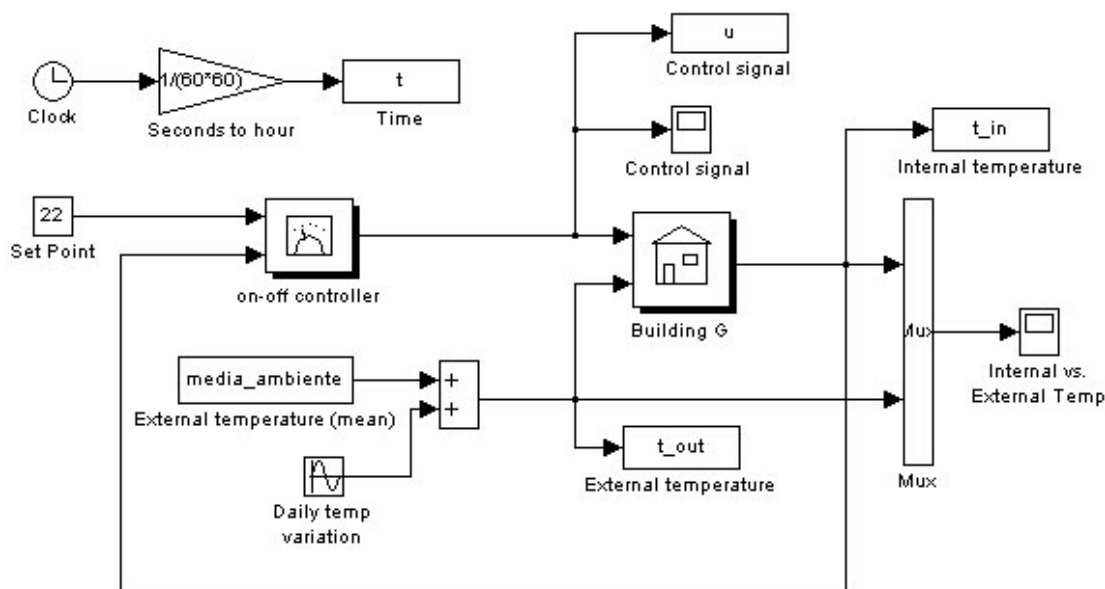 u
Control signal
1/(60*60)
t
Clock
Seconds to hour
Time
t_in
Control signal
Internal temperature
22
Set Point
on-off controller
Building G
Mux
Internal vs.
External Temp
media_ambiente
+
External temperature (mean)
+
t_out
External temperature
Mux
Daily temp
variation